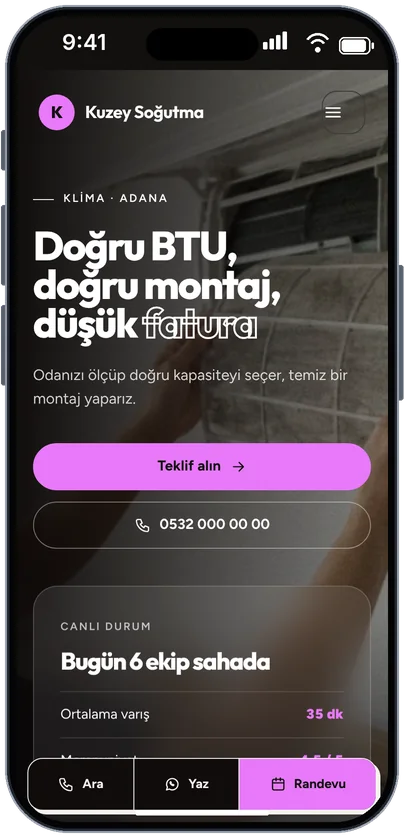 9:41
K Kuzey Soğutma
KLİMA · ADANA
Doğru BTU,
doğru montaj,
düşük fatura
Odanızı ölçüp doğru kapasiteyi seçer, temiz bir
montaj yaparız.
Teklif alın →
0532 000 00 00
CANLI DURUM
Bugün 6 ekip sahada
Ortalama varış 35 dk
Ara Yaz Randevu